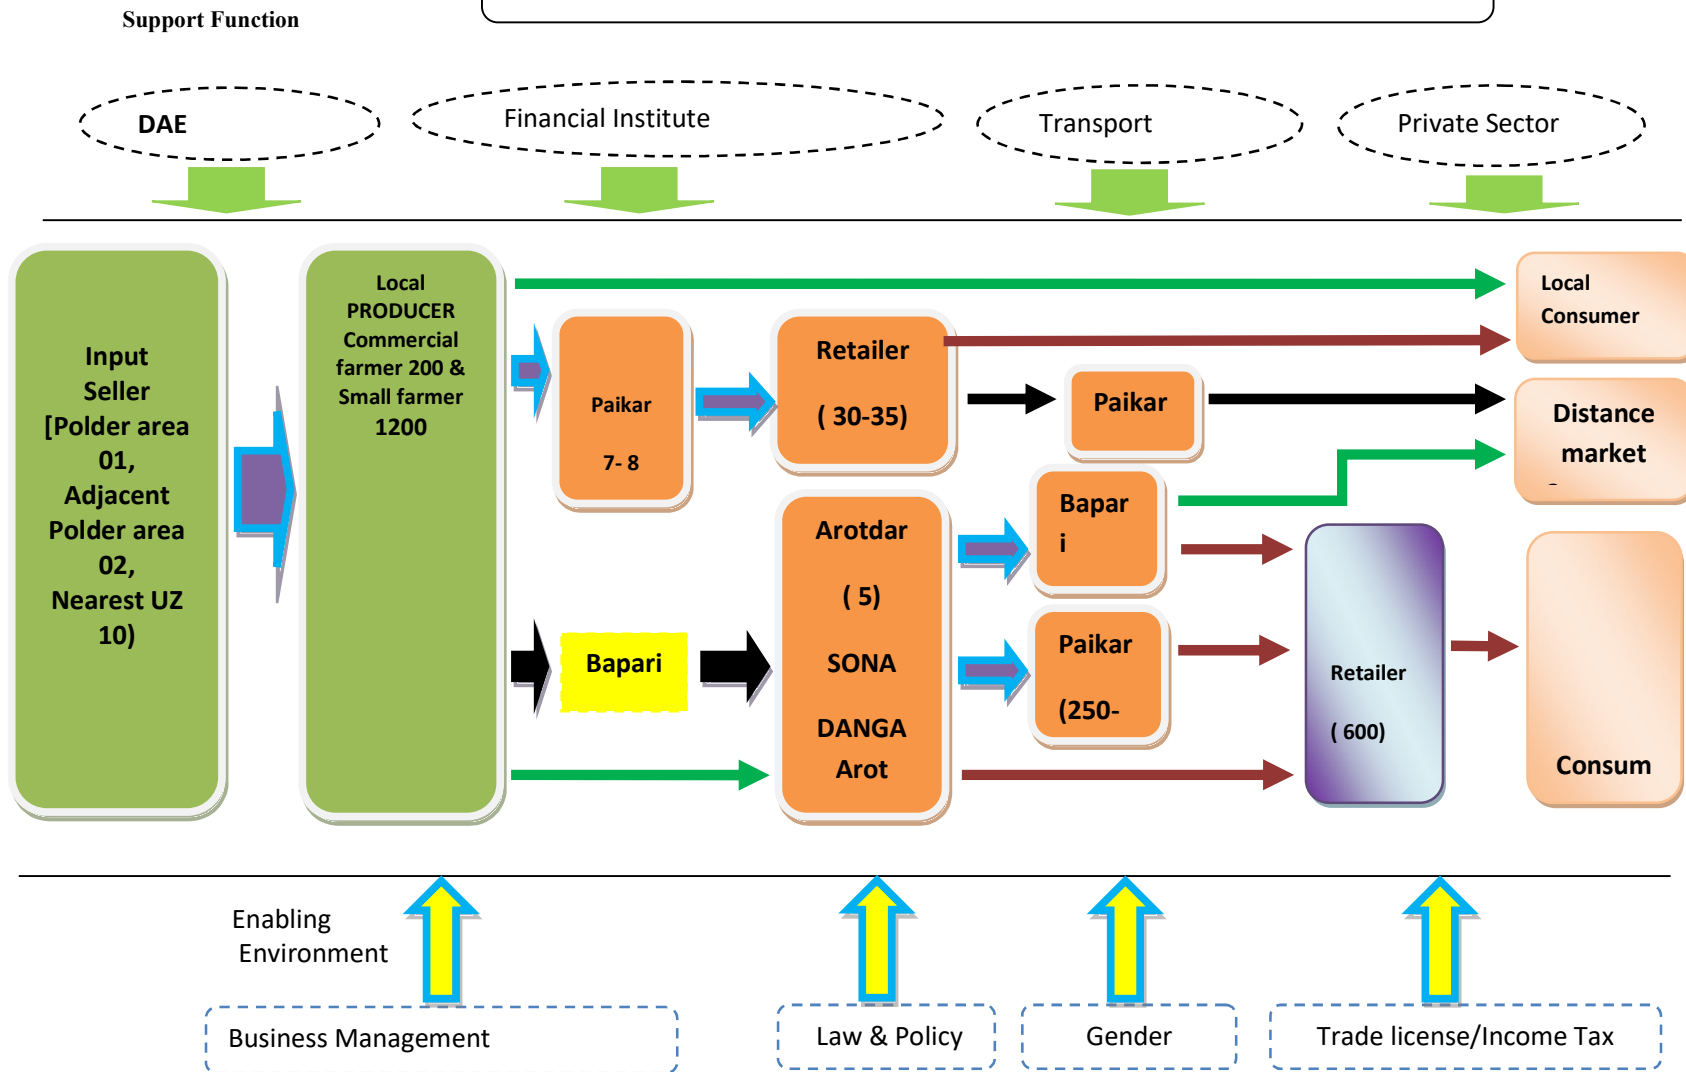 Support Function
DAE
Financial Institute
Transport
Private Sector
Input
Seller
[Polder area
01,
Adjacent
Polder area
02,
Nearest UZ
10)
Local
PRODUCER
Commercial
farmer 200 &
Small farmer
1200
Paikar
7- 8
Retailer
( 30-35)
Paikar
Local
Consumer
Distance
market
Bapari
Arotdar
( 5)
SONA
DANGA
Arot
Bapar
i
Paikar
(250-
Retailer
( 600)
Consum
Enabling
Environment
Business Management
Law & Policy
Gender
Trade license/Income Tax